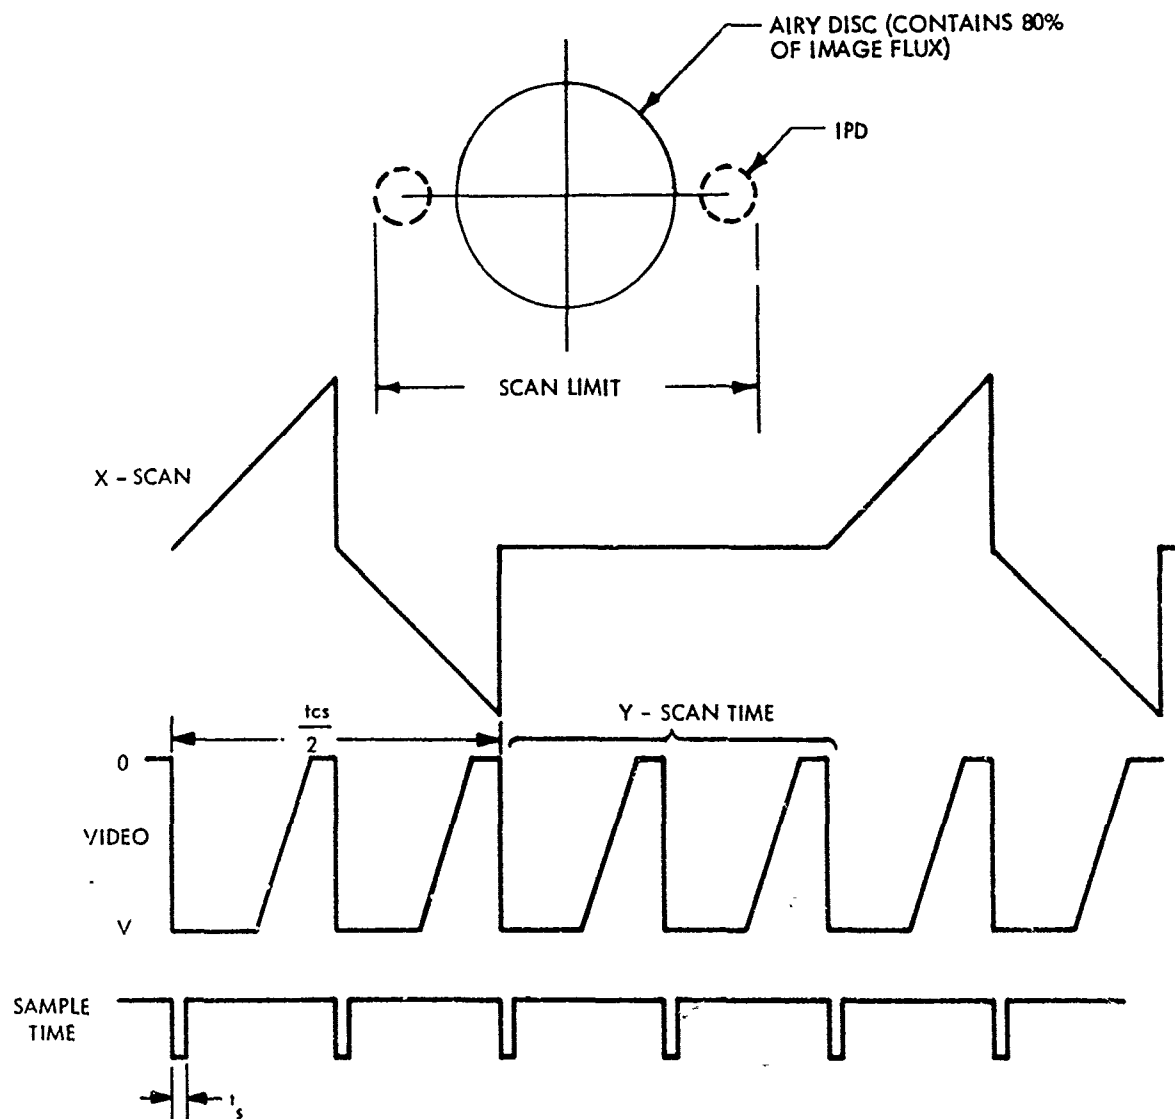 AIRY DISC (CONTAINS 80%
OF IMAGE FLUX)
IPD
SCAN LIMIT
X - SCAN
tcs
2
Y - SCAN TIME
0
VIDEO
V
SAMPLE
TIME
t
s